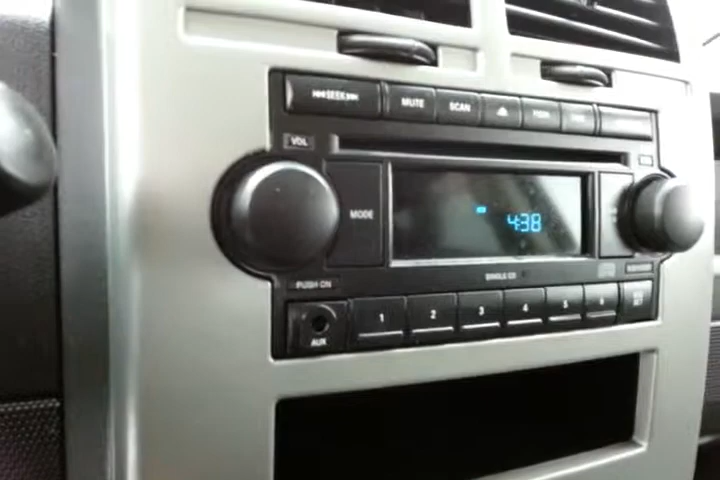 SEEK MUTE SCAN
VOL
MODE
4:38
SINGLE CD
PUSH ON
1 2 3 4 5 6
AUX